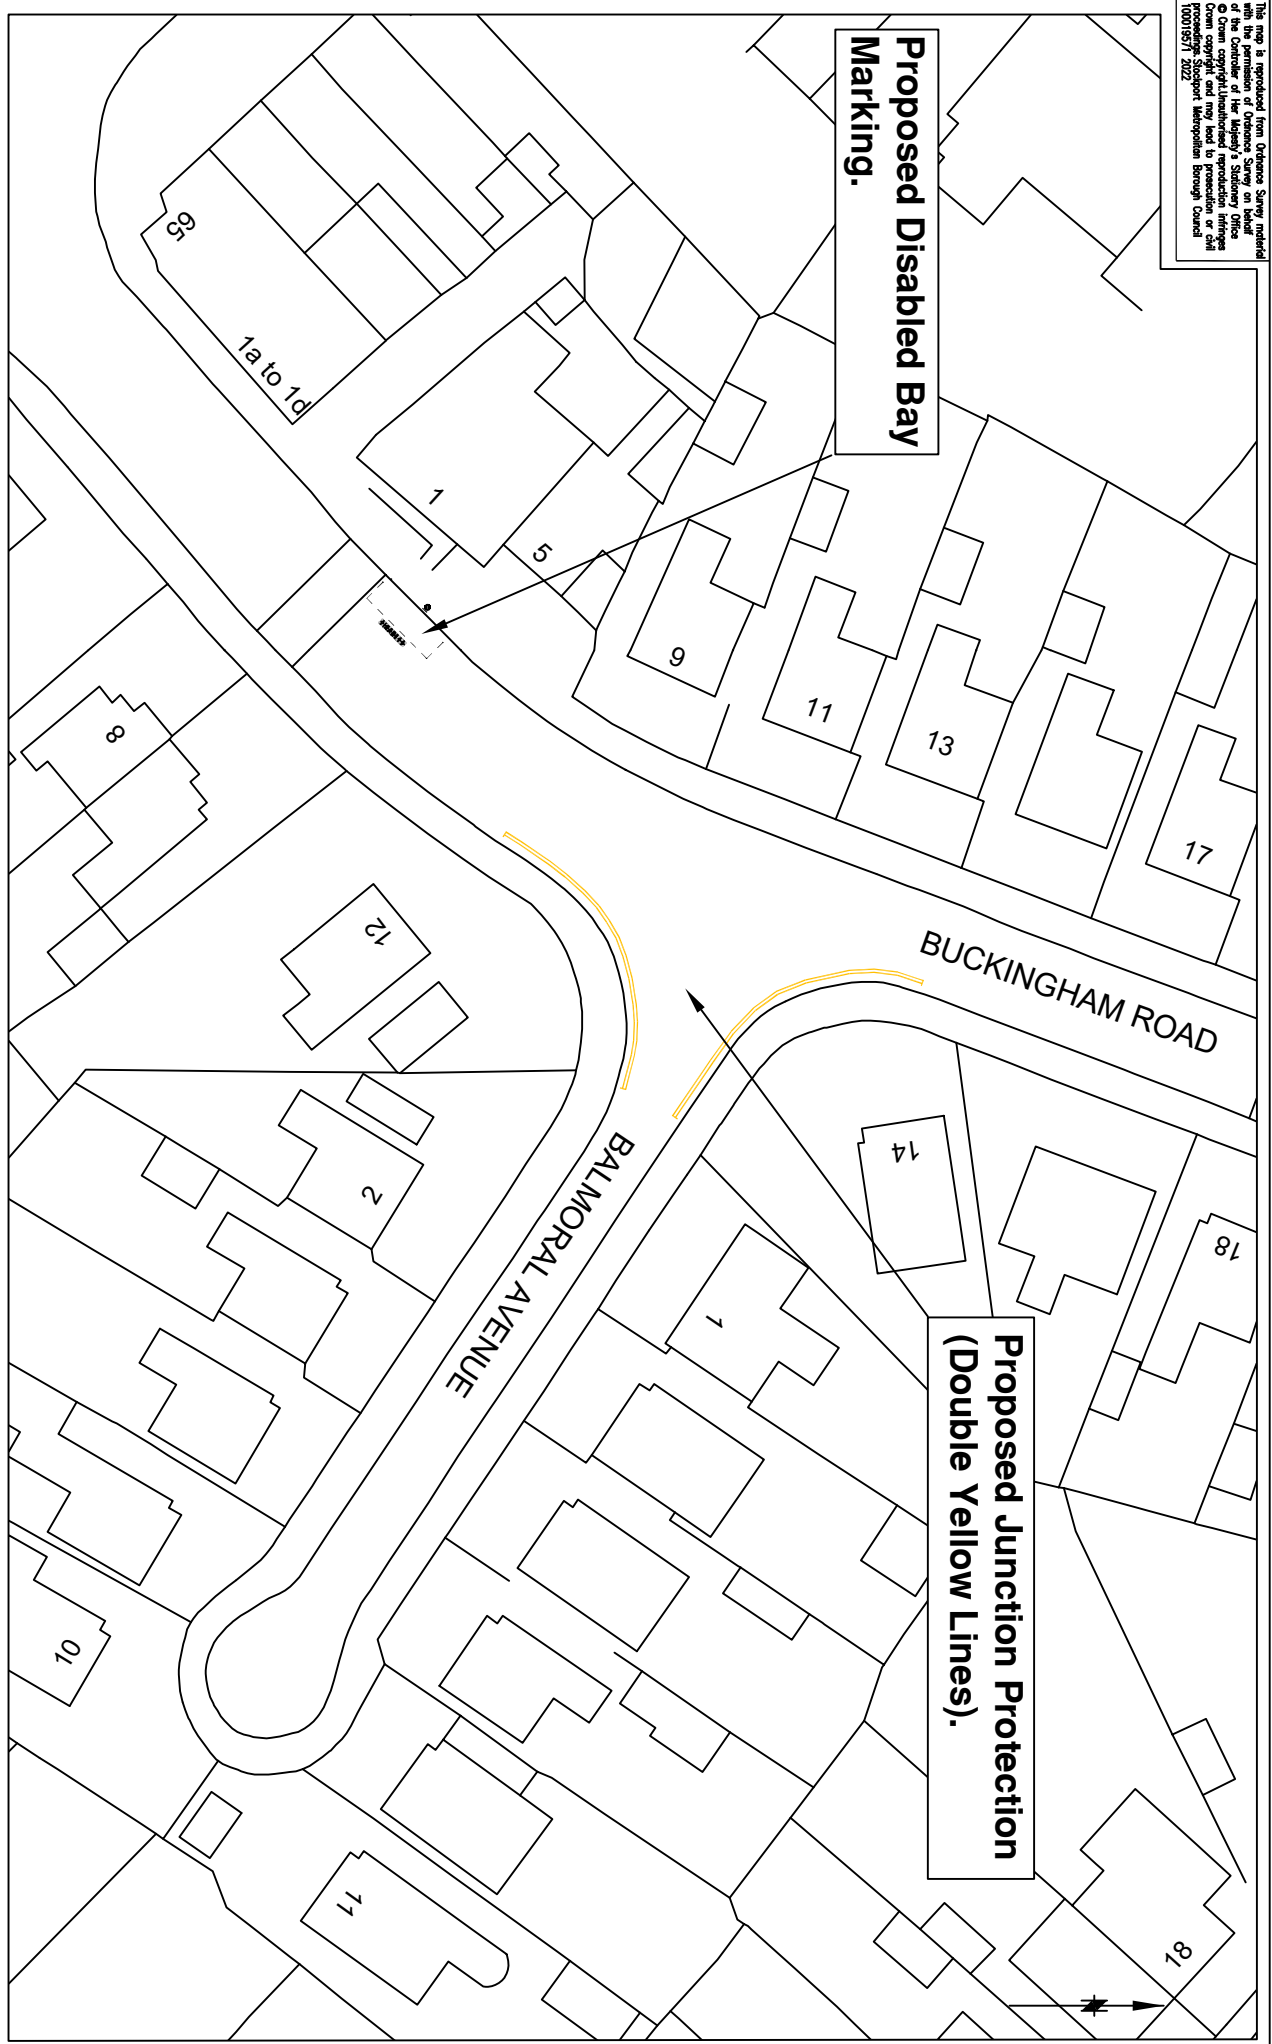 This map is reproduced from Ordnance Survey material
with the permission of Ordnance Survey on behalf
of the Controller of Her Majesty's Stationery Office
© Crown copyright.Unauthorised reproduction infringes
Crown copyright and may lead to prosecution or civil
proceedings. Stockport Metropolitan Borough Council
100019571 2022
Proposed Disabled Bay
Marking.
Proposed Junction Protection
(Double Yellow Lines).
BUCKINGHAM ROAD
BALMORAL AVENUE
65
1a to 1d
1
5
9
11
13
17
8
12
14
18
2
1
10
11
18